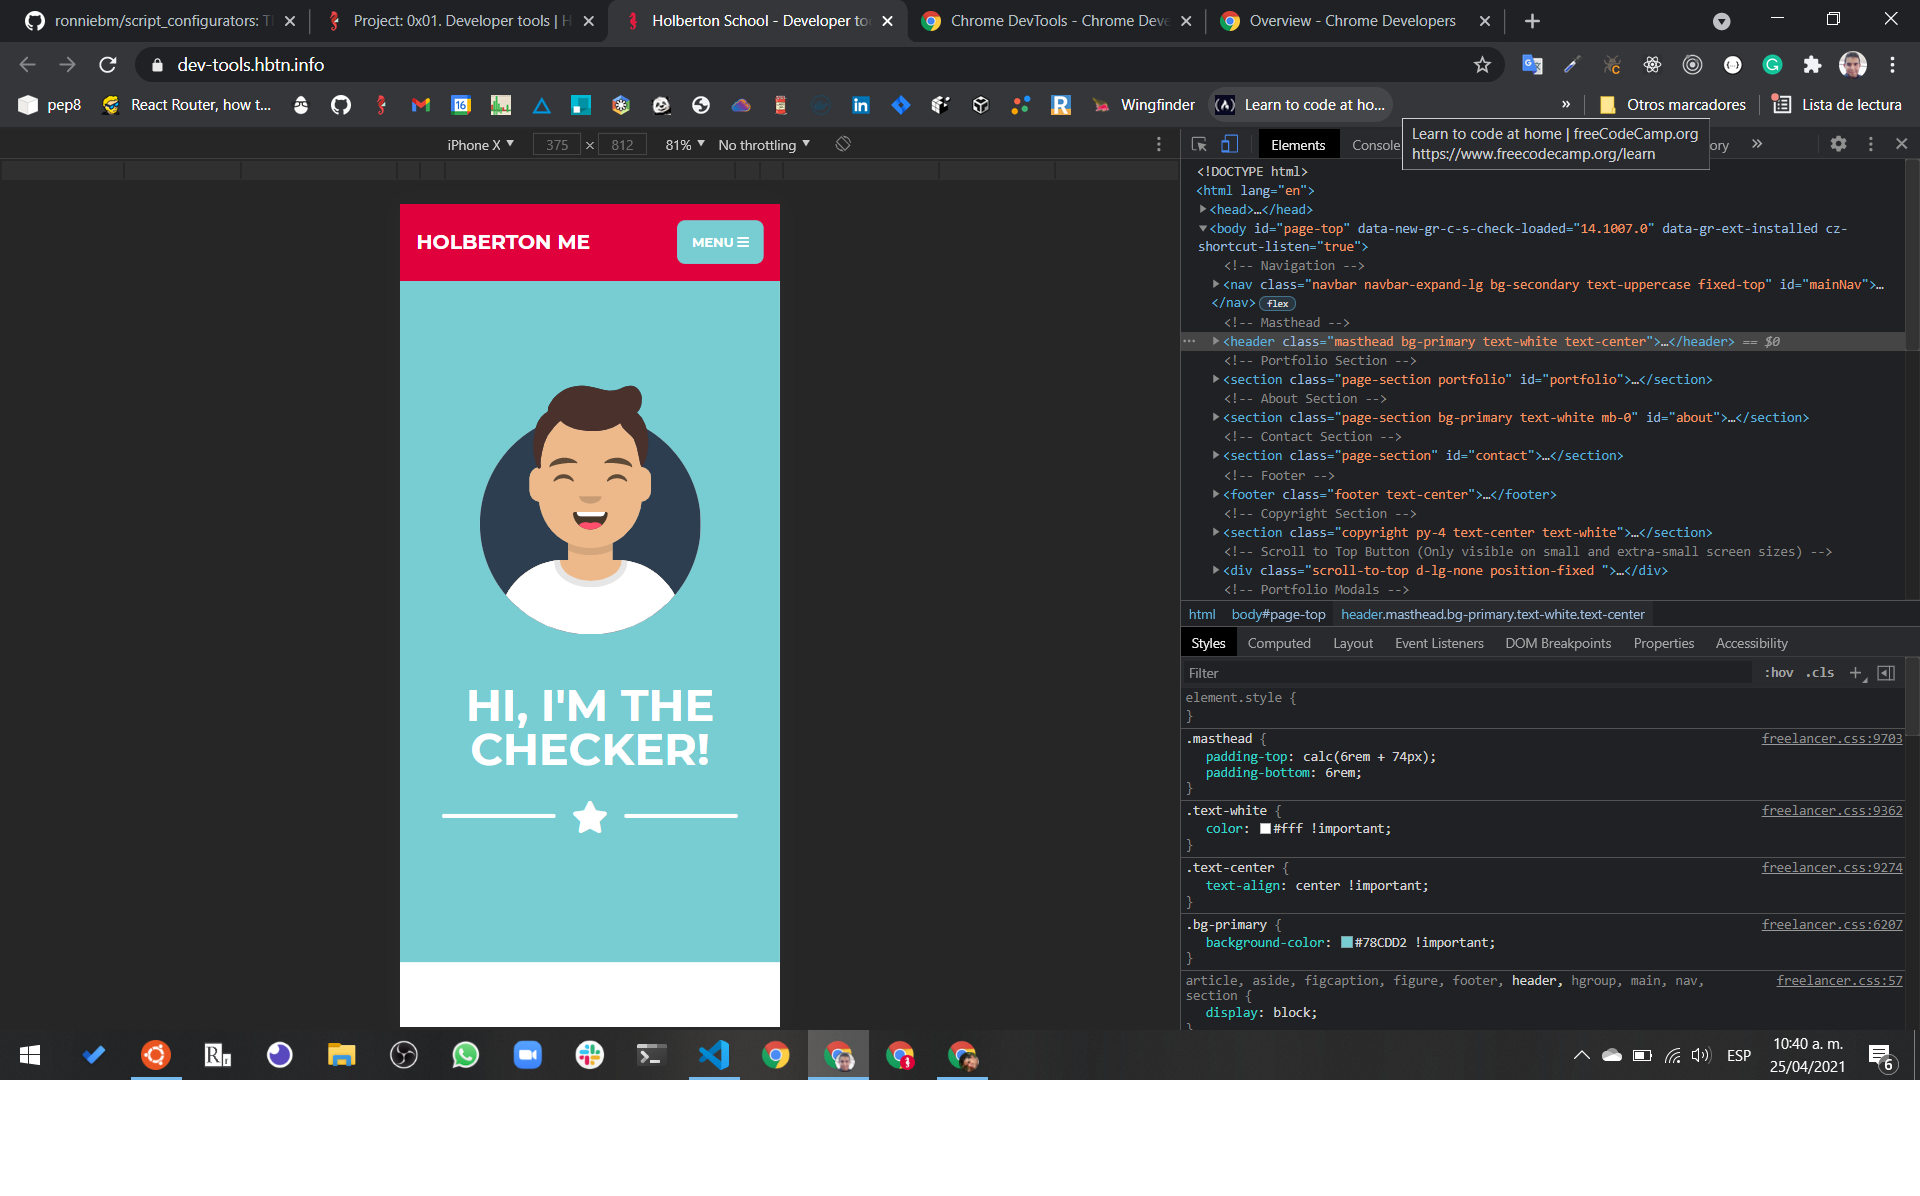 ronniebm/script_configurators: T
Project: 0x01. Developer tools | H
Holberton School - Developer to
Chrome DevTools - Chrome Deve
Overview - Chrome Developers
dev-tools.hbtn.info
pep8
React Router, how t...
Wingfinder
Learn to code at ho...
»
Otros marcadores
Lista de lectura
Learn to code at home | freeCodeCamp.org
https://www.freecodecamp.org/learn
iPhone X
375 × 812
81%
No throttling
Elements
Console
ory
»
HOLBERTON ME
MENU
HI, I'M THE
CHECKER!
<!DOCTYPE html>
<html lang="en">
<head>…</head>
<body id="page-top" data-new-gr-c-s-check-loaded="14.1007.0" data-gr-ext-installed cz-
shortcut-listen="true">
<!-- Navigation -->
<nav class="navbar navbar-expand-lg bg-secondary text-uppercase fixed-top" id="mainNav">…
</nav> flex
<!-- Masthead -->
<header class="masthead bg-primary text-white text-center">…</header> == $0
<!-- Portfolio Section -->
<section class="page-section portfolio" id="portfolio">…</section>
<!-- About Section -->
<section class="page-section bg-primary text-white mb-0" id="about">…</section>
<!-- Contact Section -->
<section class="page-section" id="contact">…</section>
<!-- Footer -->
<footer class="footer text-center">…</footer>
<!-- Copyright Section -->
<section class="copyright py-4 text-center text-white">…</section>
<!-- Scroll to Top Button (Only visible on small and extra-small screen sizes) -->
<div class="scroll-to-top d-lg-none position-fixed ">…</div>
<!-- Portfolio Modals -->
html
body#page-top
header.masthead.bg-primary.text-white.text-center
Styles
Computed
Layout
Event Listeners
DOM Breakpoints
Properties
Accessibility
Filter
:hov
.cls
element.style {
}
.masthead {
freelancer.css:9703
padding-top: calc(6rem + 74px);
padding-bottom: 6rem;
}
.text-white {
freelancer.css:9362
color: #fff !important;
}
.text-center {
freelancer.css:9274
text-align: center !important;
}
.bg-primary {
freelancer.css:6207
background-color: #78CDD2 !important;
}
article, aside, figcaption, figure, footer, header, hgroup, main, nav,
freelancer.css:57
section {
display: block;
}
ESP
10:40 a. m.
25/04/2021
6